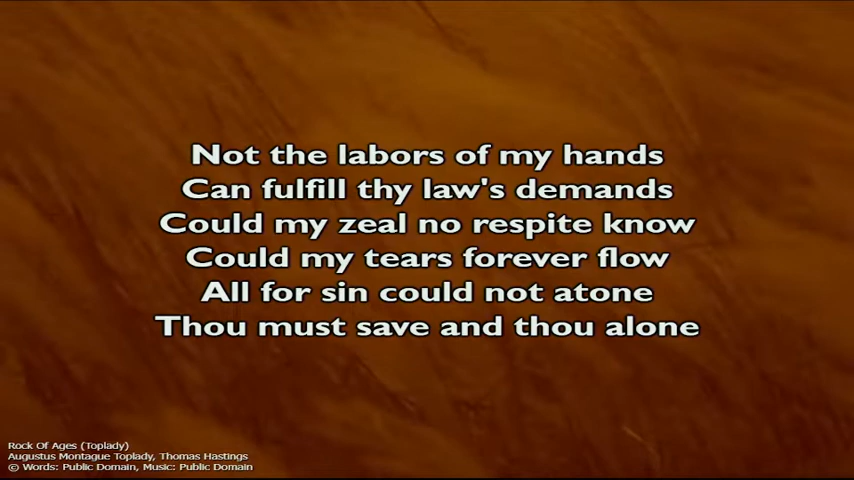 Not the labors of my hands
Can fulfill thy law's demands
Could my zeal no respite know
Could my tears forever flow
All for sin could not atone
Thou must save and thou alone
Rock Of Ages (Toplady)
Augustus Montague Toplady, Thomas Hastings
© Words: Public Domain, Music: Public Domain